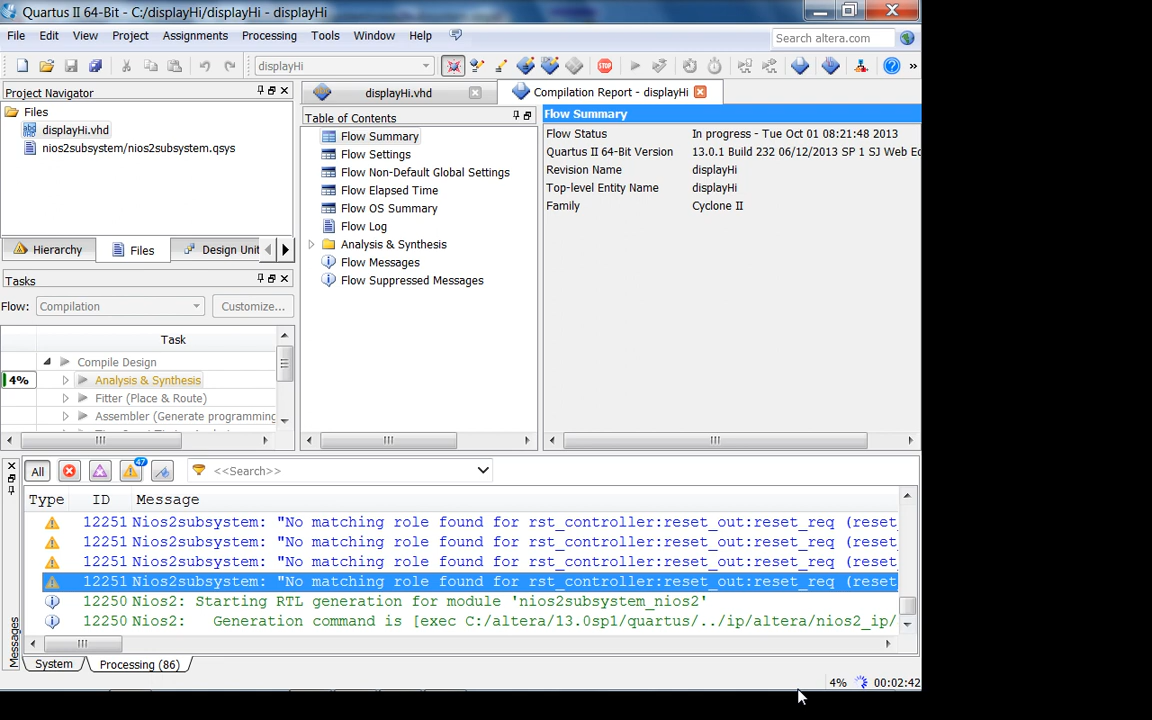 Quartus II 64-Bit - C:/displayHi/displayHi - displayHi
File Edit View Project Assignments Processing Tools Window Help
Search altera.com
displayHi
»
Project Navigator
Files
displayHi.vhd
nios2subsystem/nios2subsystem.qsys
Hierarchy Files Design Unit
Tasks
Flow: Compilation Customize...
Task
Compile Design
4% Analysis & Synthesis
Fitter (Place & Route)
Assembler (Generate programming
displayHi.vhd
Compilation Report - displayHi
Table of Contents
Flow Summary
Flow Settings
Flow Non-Default Global Settings
Flow Elapsed Time
Flow OS Summary
Flow Log
Analysis & Synthesis
Flow Messages
Flow Suppressed Messages
Flow Summary
Flow Status In progress - Tue Oct 01 08:21:48 2013
Quartus II 64-Bit Version 13.0.1 Build 232 06/12/2013 SP 1 SJ Web Ed
Revision Name displayHi
Top-level Entity Name displayHi
Family Cyclone II
All 47 <<Search>>
Type ID Message
12251 Nios2subsystem: "No matching role found for rst_controller:reset_out:reset_req (reset_
12251 Nios2subsystem: "No matching role found for rst_controller:reset_out:reset_req (reset_
12251 Nios2subsystem: "No matching role found for rst_controller:reset_out:reset_req (reset_
12251 Nios2subsystem: "No matching role found for rst_controller:reset_out:reset_req (reset_
12250 Nios2: Starting RTL generation for module 'nios2subsystem_nios2'
12250 Nios2: Generation command is [exec C:/altera/13.0sp1/quartus/../ip/altera/nios2_ip/
Messages
System Processing (86)
4% 00:02:42